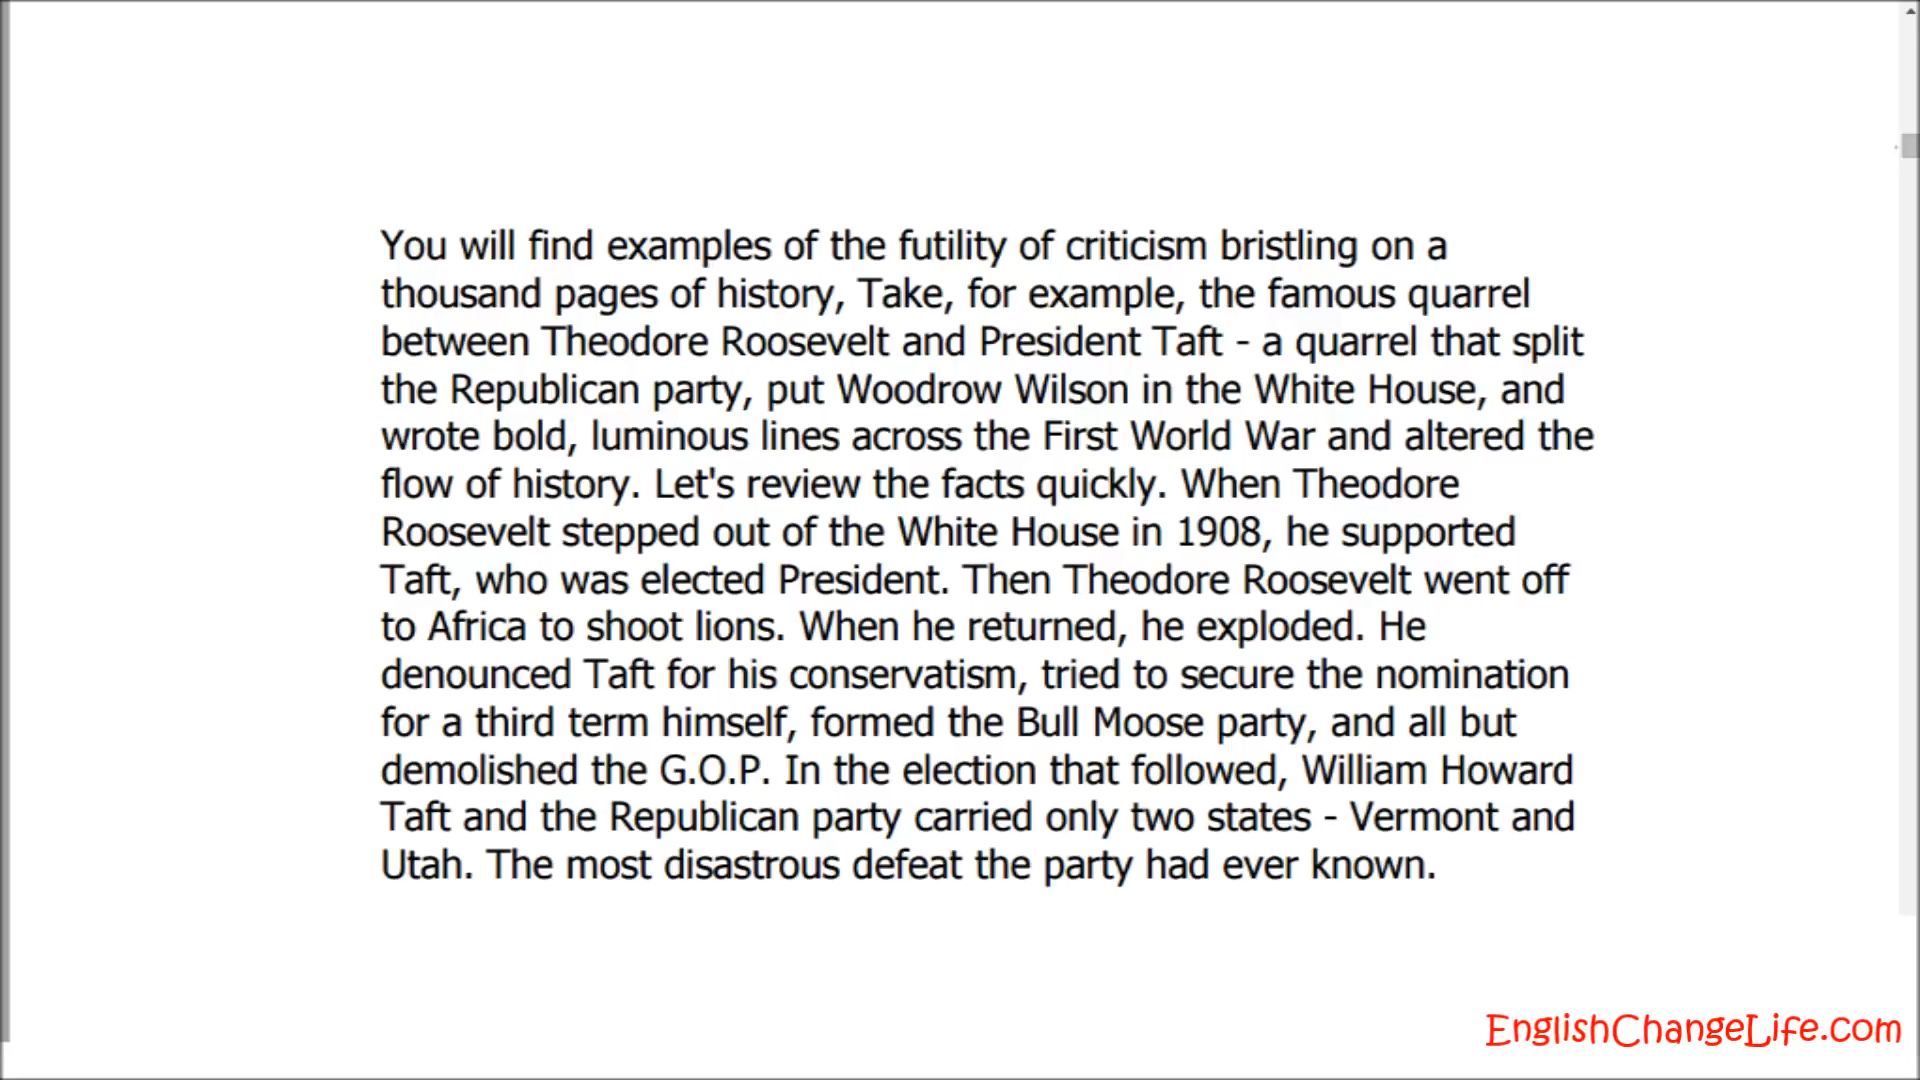 You will find examples of the futility of criticism bristling on a
thousand pages of history, Take, for example, the famous quarrel
between Theodore Roosevelt and President Taft - a quarrel that split
the Republican party, put Woodrow Wilson in the White House, and
wrote bold, luminous lines across the First World War and altered the
flow of history. Let's review the facts quickly. When Theodore
Roosevelt stepped out of the White House in 1908, he supported
Taft, who was elected President. Then Theodore Roosevelt went off
to Africa to shoot lions. When he returned, he exploded. He
denounced Taft for his conservatism, tried to secure the nomination
for a third term himself, formed the Bull Moose party, and all but
demolished the G.O.P. In the election that followed, William Howard
Taft and the Republican party carried only two states - Vermont and
Utah. The most disastrous defeat the party had ever known.
EnglishChangeLife.com